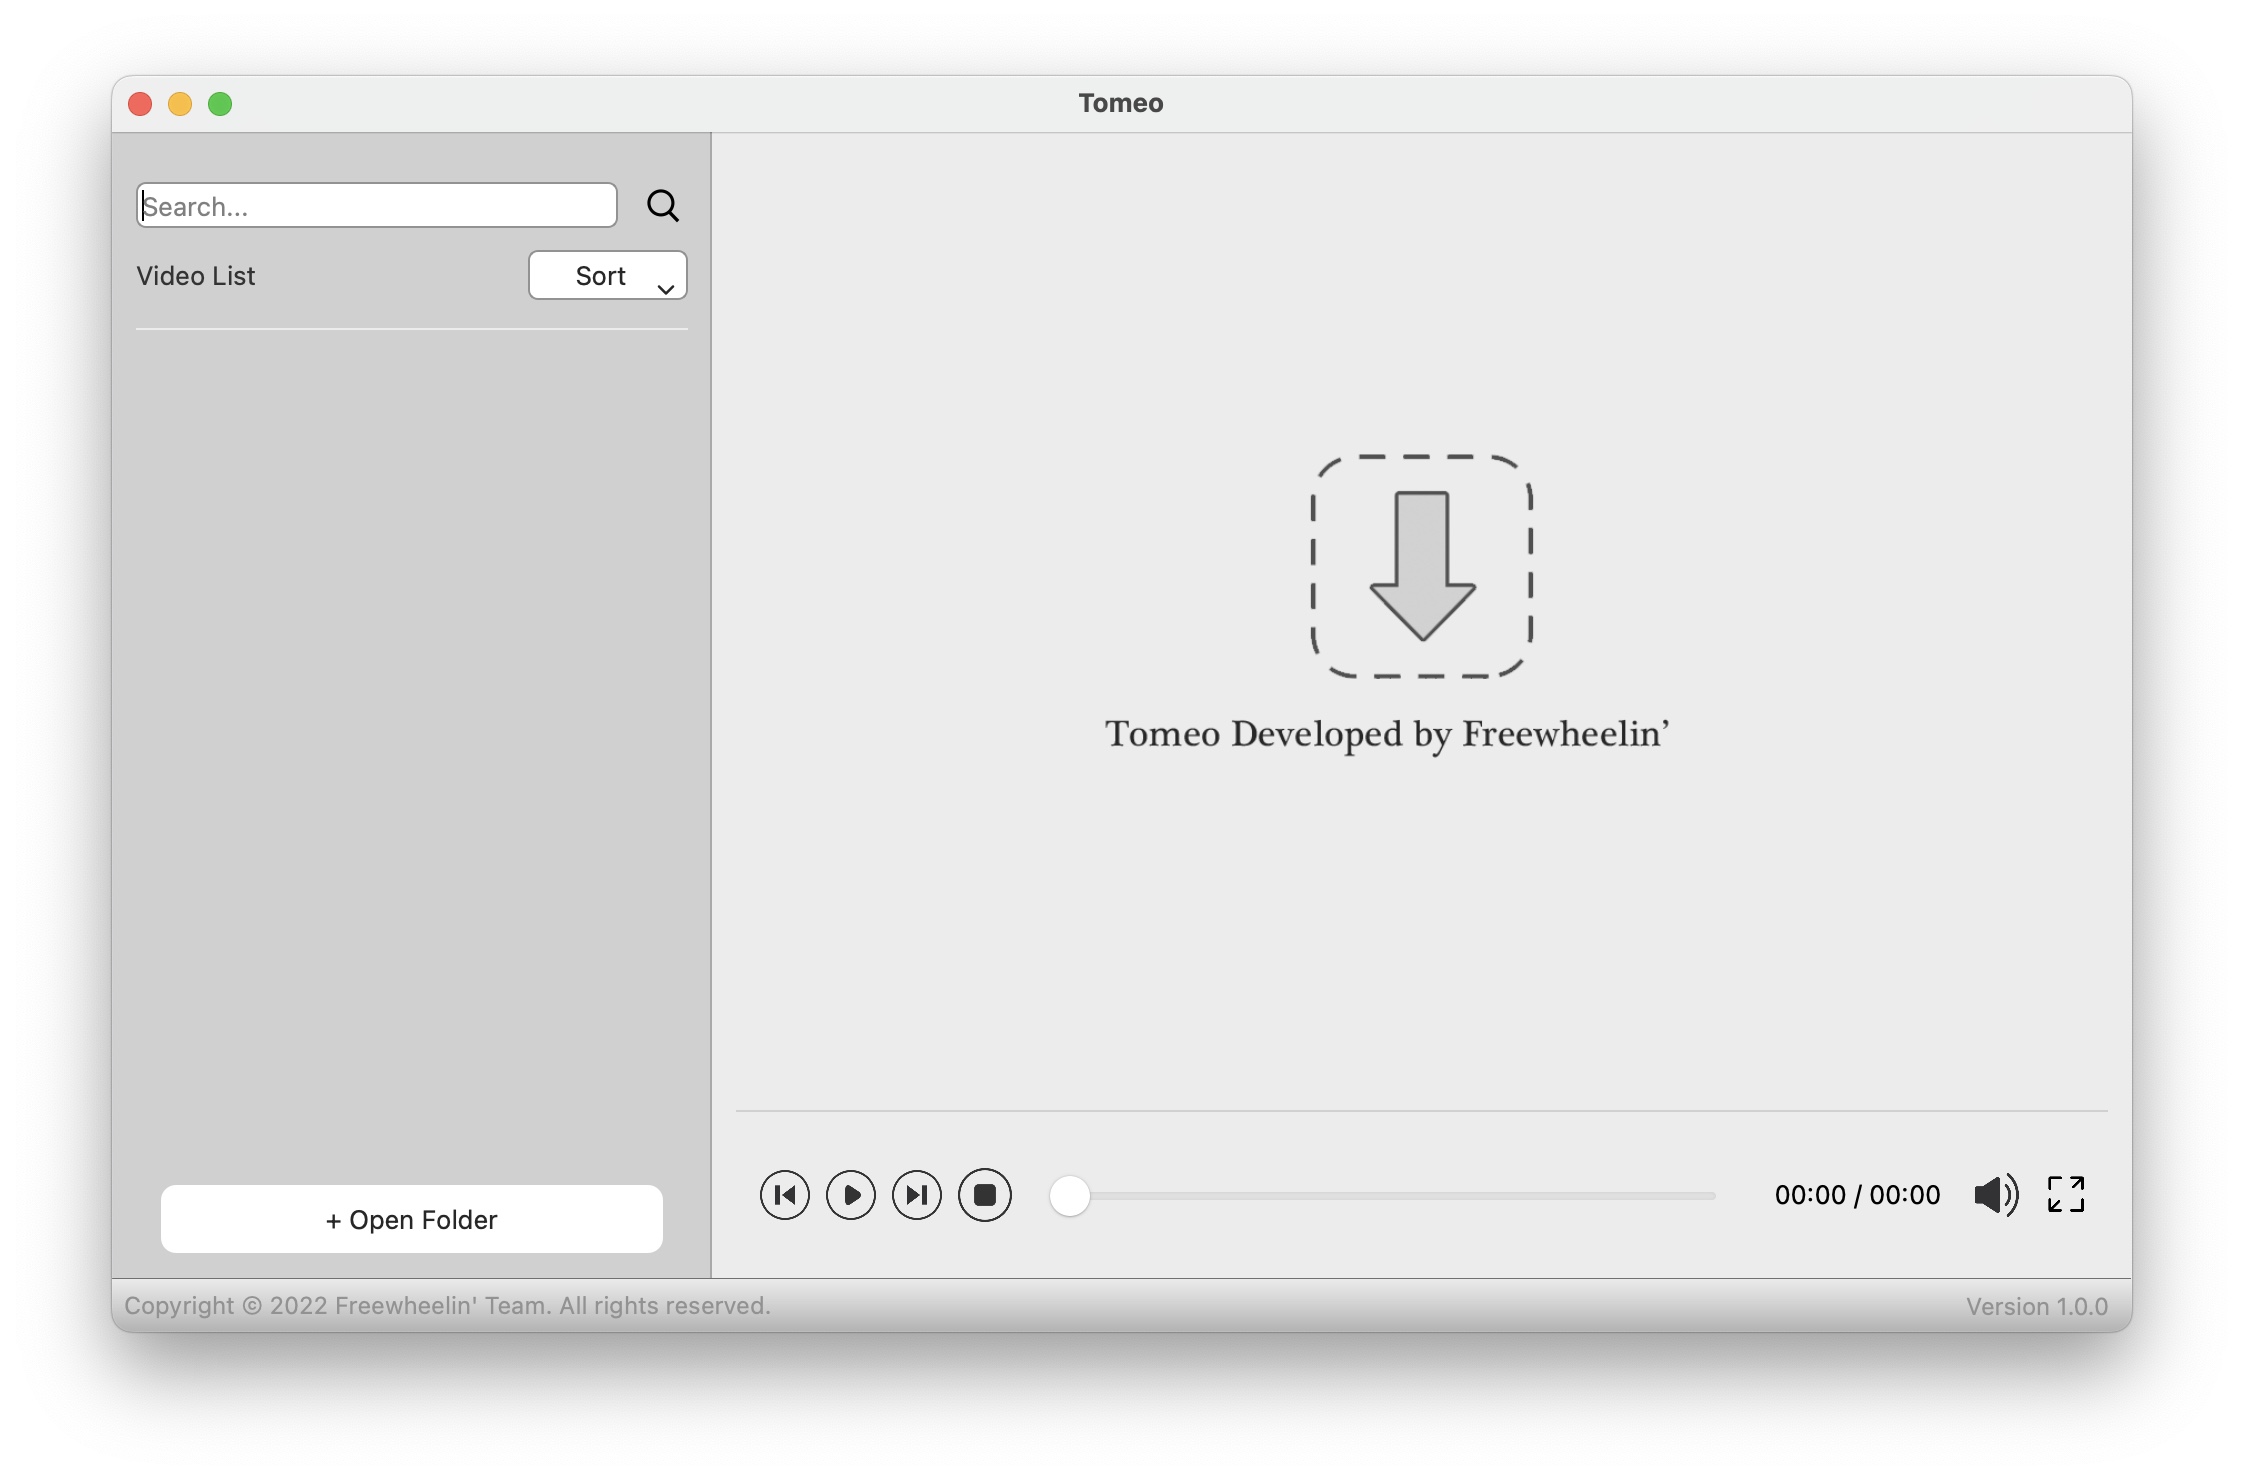 Tomeo
Search...
Video List
Sort
Tomeo Developed by Freewheelin’
+ Open Folder
00:00 / 00:00
Copyright © 2022 Freewheelin' Team. All rights reserved.
Version 1.0.0